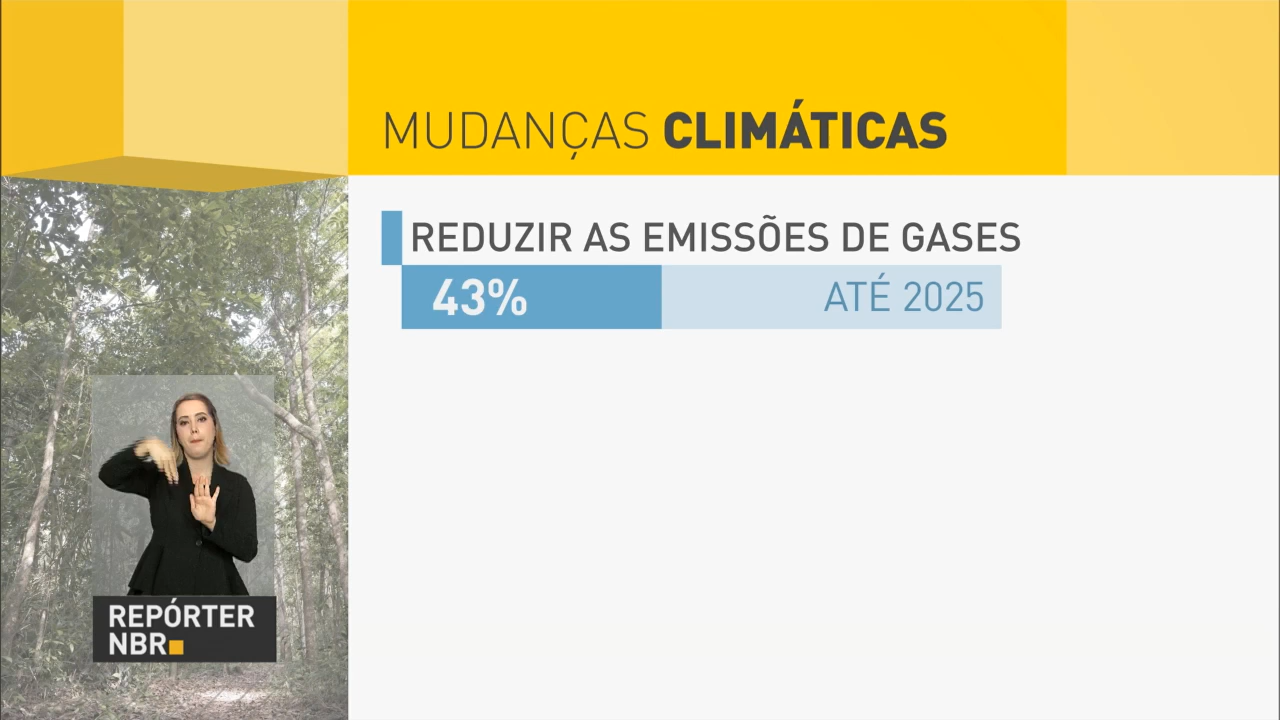 MUDANÇAS CLIMÁTICAS
REDUZIR AS EMISSÕES DE GASES
43% ATÉ 2025
REPÓRTER
NBR